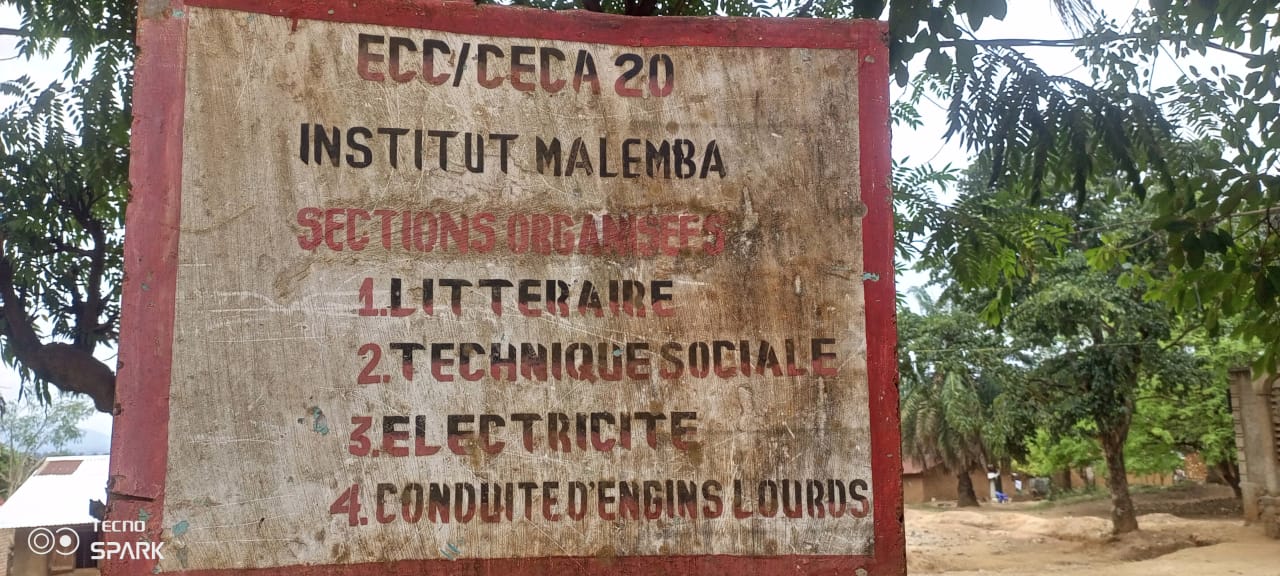 ECC/CECA 20
INSTITUT MALEMBA
SECTIONS ORGANISEES
1. LITTERAIRE
2. TECHNIQUE SOCIALE
3. ELECTRICITE
4. CONDUITE D'ENGINS LOURDS
TECNO
SPARK